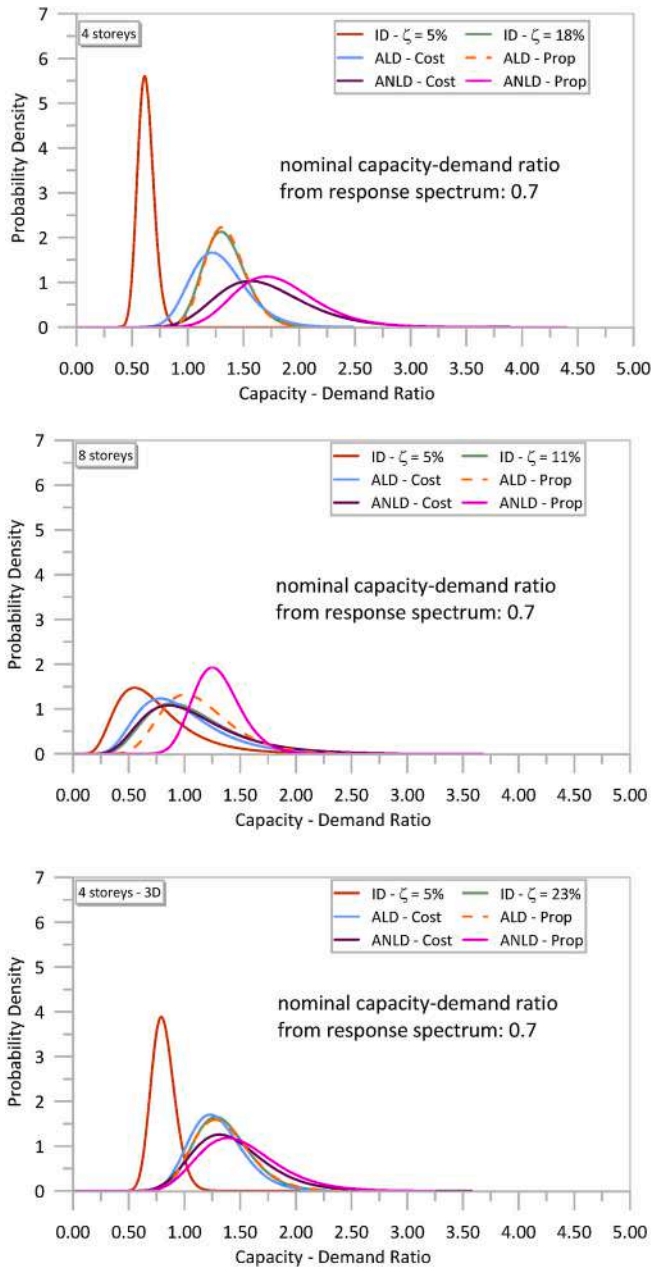 4 storeys
ID - ζ = 5% ID - ζ = 18%
ALD - Cost ALD - Prop
ANLD - Cost ANLD - Prop
nominal capacity-demand ratio
from response spectrum: 0.7
Probability Density
7
6
5
4
3
2
1
0
0.00 0.50 1.00 1.50 2.00 2.50 3.00 3.50 4.00 4.50 5.00
Capacity - Demand Ratio
8 storeys
ID - ζ = 5% ID - ζ = 11%
ALD - Cost ALD - Prop
ANLD - Cost ANLD - Prop
nominal capacity-demand ratio
from response spectrum: 0.7
Probability Density
7
6
5
4
3
2
1
0
0.00 0.50 1.00 1.50 2.00 2.50 3.00 3.50 4.00 4.50 5.00
Capacity - Demand Ratio
4 storeys - 3D
ID - ζ = 5% ID - ζ = 23%
ALD - Cost ALD - Prop
ANLD - Cost ANLD - Prop
nominal capacity-demand ratio
from response spectrum: 0.7
Probability Density
7
6
5
4
3
2
1
0
0.00 0.50 1.00 1.50 2.00 2.50 3.00 3.50 4.00 4.50 5.00
Capacity - Demand Ratio